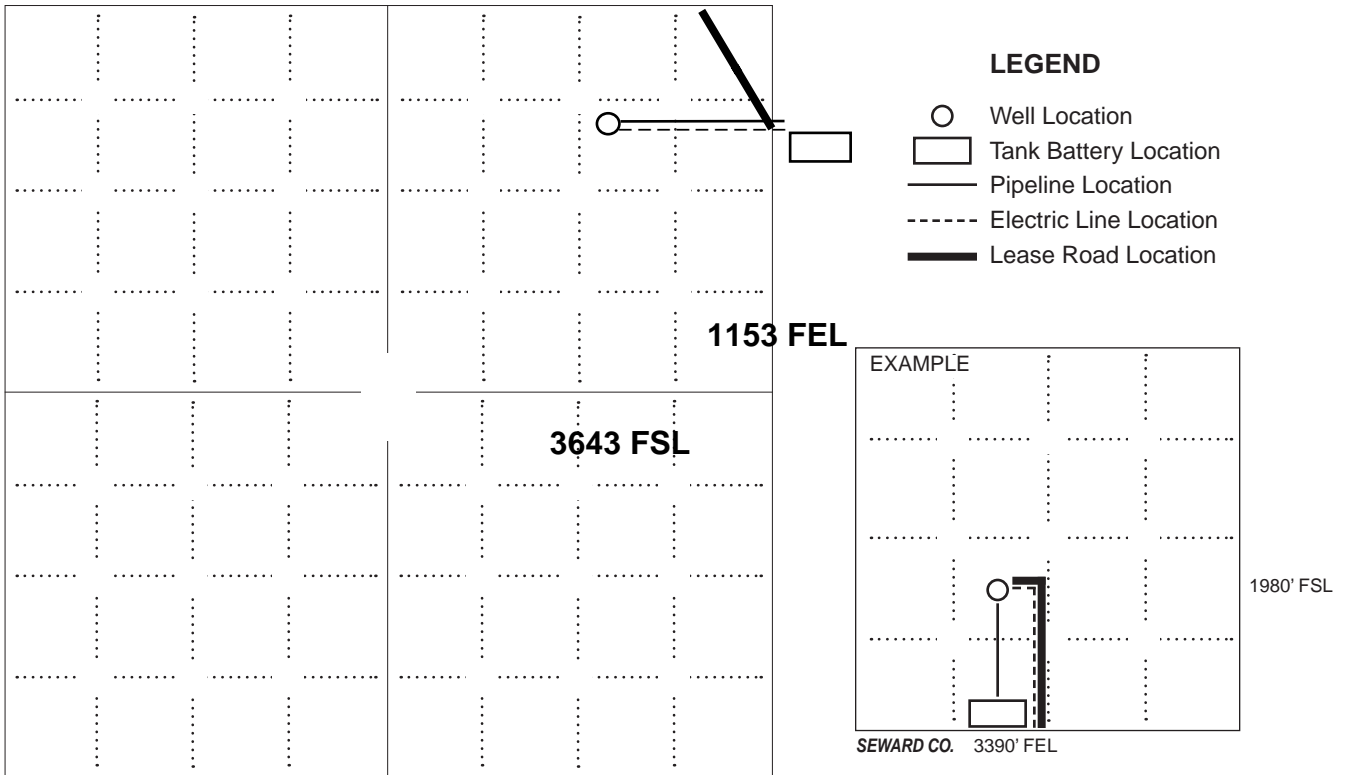 LEGEND
Well Location
Tank Battery Location
Pipeline Location
Electric Line Location
Lease Road Location
1153 FEL
3643 FSL
EXAMPLE
1980’ FSL
SEWARD CO. 3390’ FEL